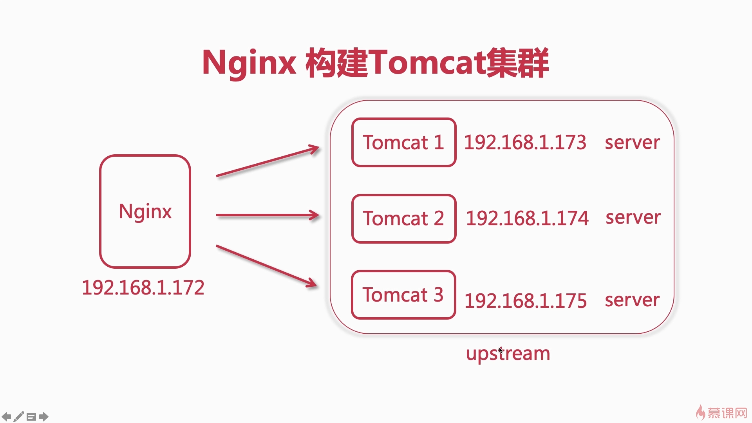 Nginx 构建Tomcat集群
Tomcat 1 192.168.1.173 server
Nginx
Tomcat 2 192.168.1.174 server
192.168.1.172
Tomcat 3 192.168.1.175 server
upstream
慕课网